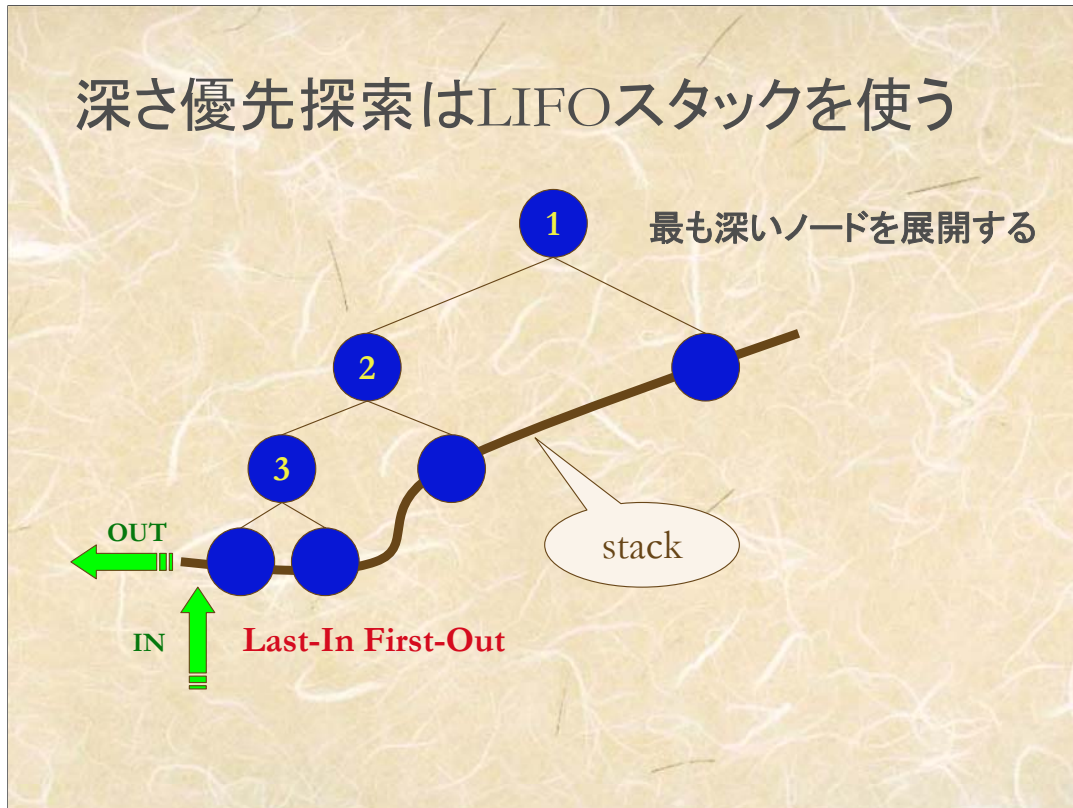 深さ優先探索はLIFOスタックを使う
1
最も深いノードを展開する
2
3
OUT
stack
IN
Last-In First-Out